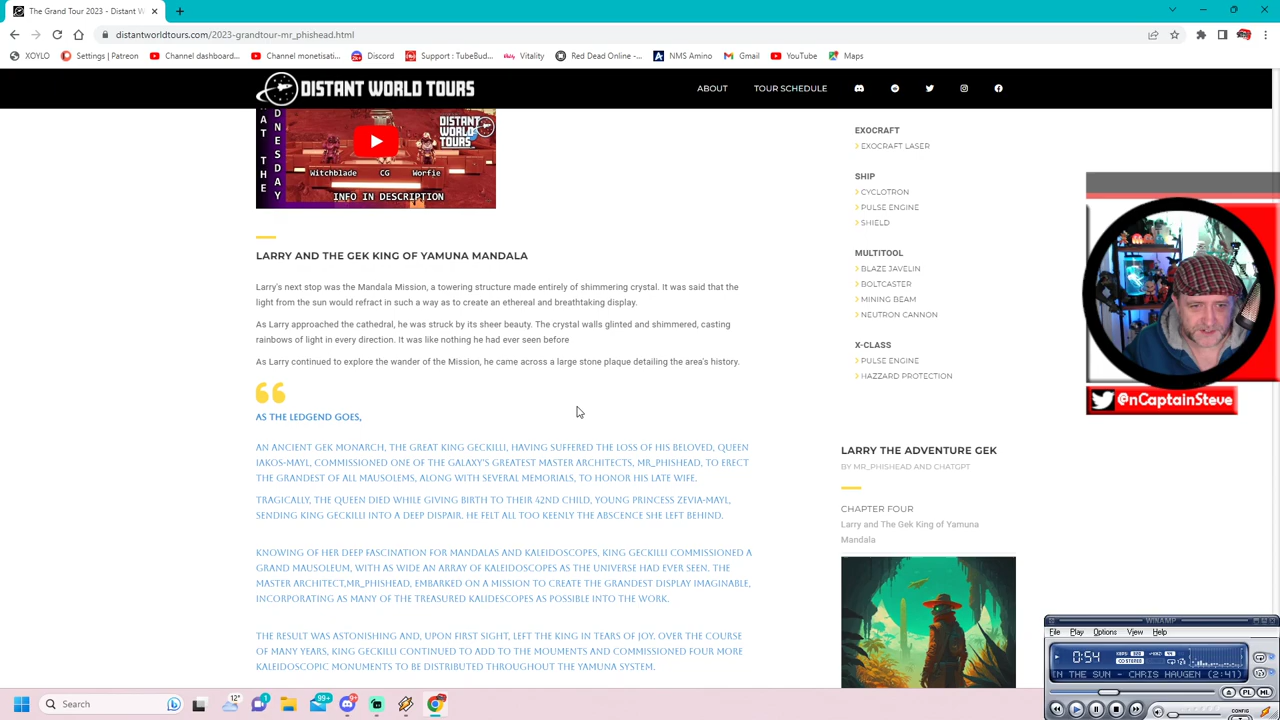 The Grand Tour 2023 - Distant W
distantworldtours.com/2023-grandtour-mr_phishead.html
XOYLO
Settings | Patreon
Channel dashboard...
Channel monetisati...
Discord
Support : TubeBud...
Vitality
Red Dead Online -...
NMS Amino
Gmail
YouTube
Maps
DISTANT WORLD TOURS
ABOUT
TOUR SCHEDULE
AT THE
DNESDAY
DISTANT WORLD TOURS
Witchblade CG Worfie
INFO IN DESCRIPTION
LARRY AND THE GEK KING OF YAMUNA MANDALA
Larry's next stop was the Mandala Mission, a towering structure made entirely of shimmering crystal. It was said that the
light from the sun would refract in such a way as to create an ethereal and breathtaking display.
As Larry approached the cathedral, he was struck by its sheer beauty. The crystal walls glinted and shimmered, casting
rainbows of light in every direction. It was like nothing he had ever seen before
As Larry continued to explore the wander of the Mission, he came across a large stone plaque detailing the area's history.
AS THE LEDGEND GOES,
AN ANCIENT GEK MONARCH, THE GREAT KING GECKILLI, HAVING SUFFERED THE LOSS OF HIS BELOVED, QUEEN
IAKOS-MAYL, COMMISSIONED ONE OF THE GALAXY'S GREATEST MASTER ARCHITECTS, MR_PHISHEAD, TO ERECT
THE GRANDEST OF ALL MAUSOLEMS, ALONG WITH SEVERAL MEMORIALS, TO HONOR HIS LATE WIFE.
TRAGICALLY, THE QUEEN DIED WHILE GIVING BIRTH TO THEIR 42ND CHILD, YOUNG PRINCESS ZEVIA-MAYL,
SENDING KING GECKILLI INTO A DEEP DISPAIR. HE FELT ALL TOO KEENLY THE ABSCENCE SHE LEFT BEHIND.
KNOWING OF HER DEEP FASCINATION FOR MANDALAS AND KALEIDOSCOPES, KING GECKILLI COMMISSIONED A
GRAND MAUSOLEUM, WITH AS WIDE AN ARRAY OF KALEIDOSCOPES AS THE UNIVERSE HAD EVER SEEN. THE
MASTER ARCHITECT,MR_PHISHEAD, EMBARKED ON A MISSION TO CREATE THE GRANDEST DISPLAY IMAGINABLE,
INCORPORATING AS MANY OF THE TREASURED KALIDESCOPES AS POSSIBLE INTO THE WORK.
THE RESULT WAS ASTONISHING AND, UPON FIRST SIGHT, LEFT THE KING IN TEARS OF JOY. OVER THE COURSE
OF MANY YEARS, KING GECKILLI CONTINUED TO ADD TO THE MOUMENTS AND COMMISSIONED FOUR MORE
KALEIDOSCOPIC MONUMENTS TO BE DISTRIBUTED THROUGHOUT THE YAMUNA SYSTEM.
EXOCRAFT
EXOCRAFT LASER
SHIP
CYCLOTRON
PULSE ENGINE
SHIELD
MULTITOOL
BLAZE JAVELIN
BOLTCASTER
MINING BEAM
NEUTRON CANNON
X-CLASS
PULSE ENGINE
HAZZARD PROTECTION
LARRY THE ADVENTURE GEK
BY MR_PHISHEAD AND CHATGPT
CHAPTER FOUR
Larry and The Gek King of Yamuna
Mandala
@nCaptainSteve
WINAMP
File Play Options View Help
0:54
KBPS 128 KHZ 44
CO-STEREO
EN THE SUN - CHRIS HAUGEN (2:41)
PL ML
CONFIG
Search
12°
1
99+